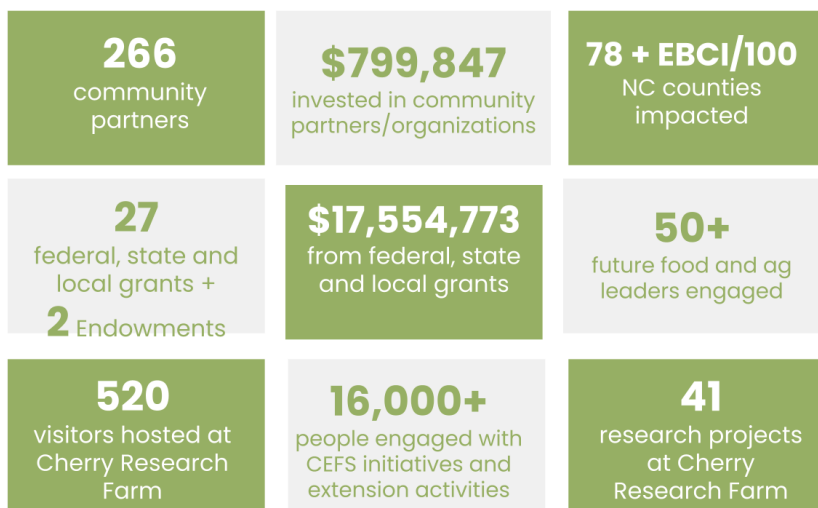 266
community
partners
$799,847
invested in community
partners/organizations
78 + EBCI/100
NC counties
impacted
27
federal, state and
local grants +
2 Endowments
$17,554,773
from federal, state
and local grants
50+
future food and ag
leaders engaged
520
visitors hosted at
Cherry Research
Farm
16,000+
people engaged with
CEFS initiatives and
extension activities
41
research projects
at Cherry
Research Farm